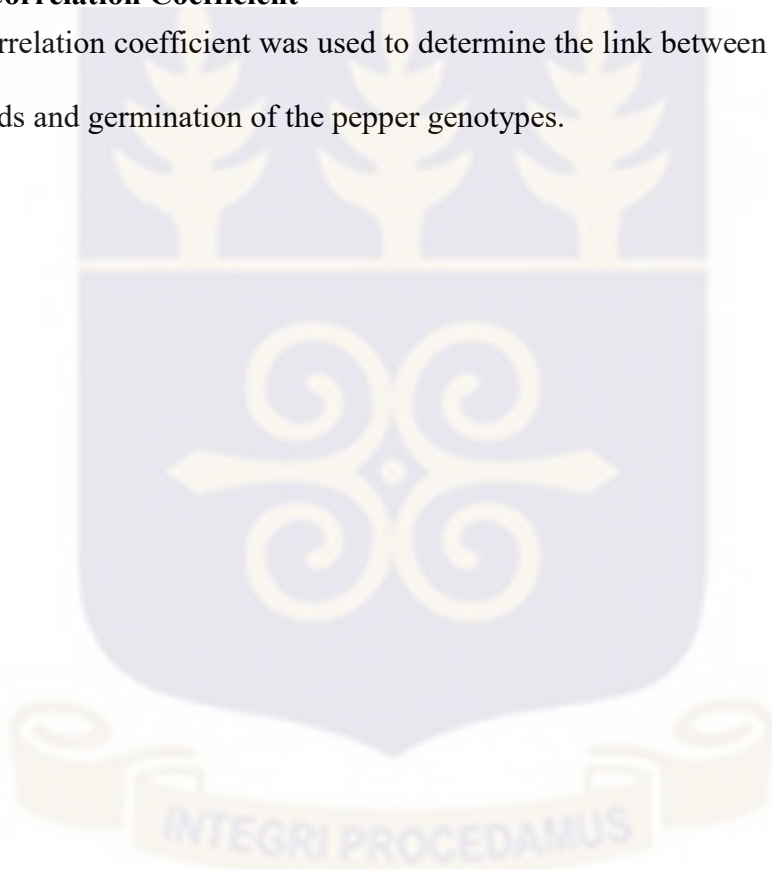 Correlation Coefficient
rrelation coefficient was used to determine the link between
ds and germination of the pepper genotypes.
INTEGRI PROCEDAMUS